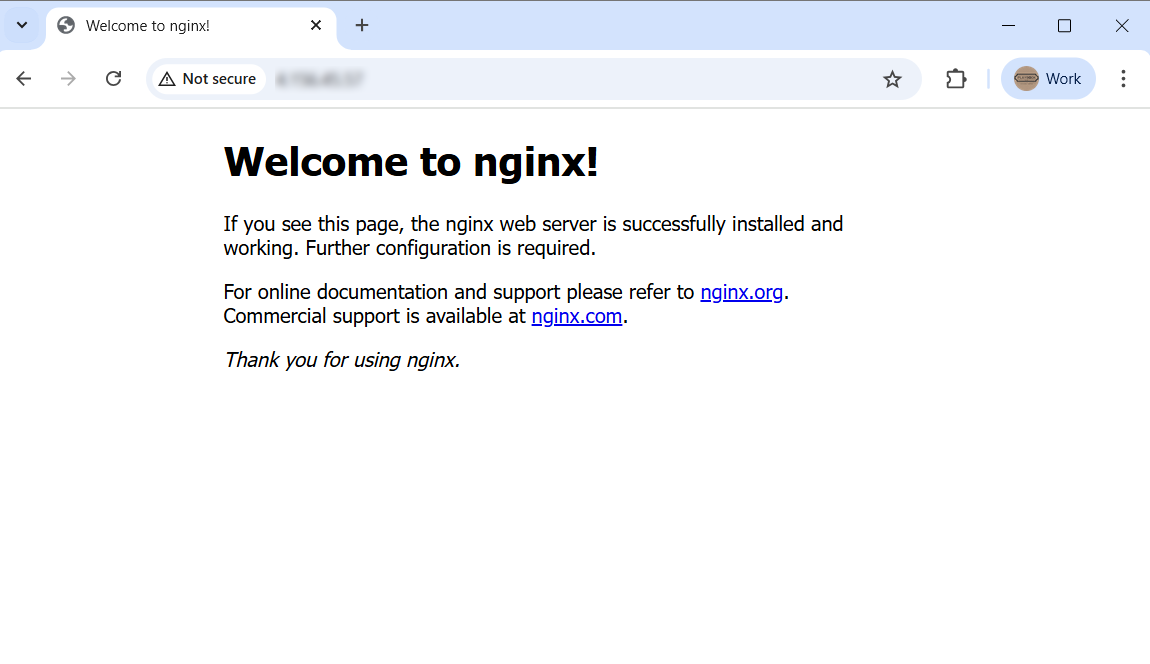 Welcome to nginx!
Not secure
Work
Welcome to nginx!
If you see this page, the nginx web server is successfully installed and
working. Further configuration is required.
For online documentation and support please refer to nginx.org.
Commercial support is available at nginx.com.
Thank you for using nginx.